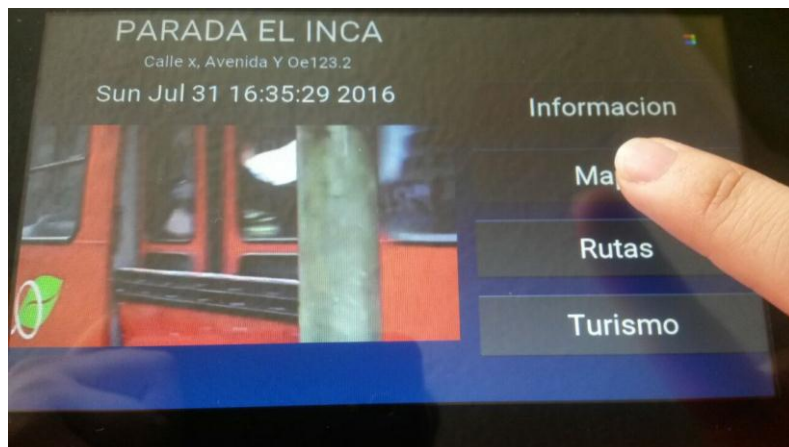 PARADA EL INCA
Calle x, Avenida Y Oe123.2
Sun Jul 31 16:35:29 2016
Informacion
Rutas
Turismo